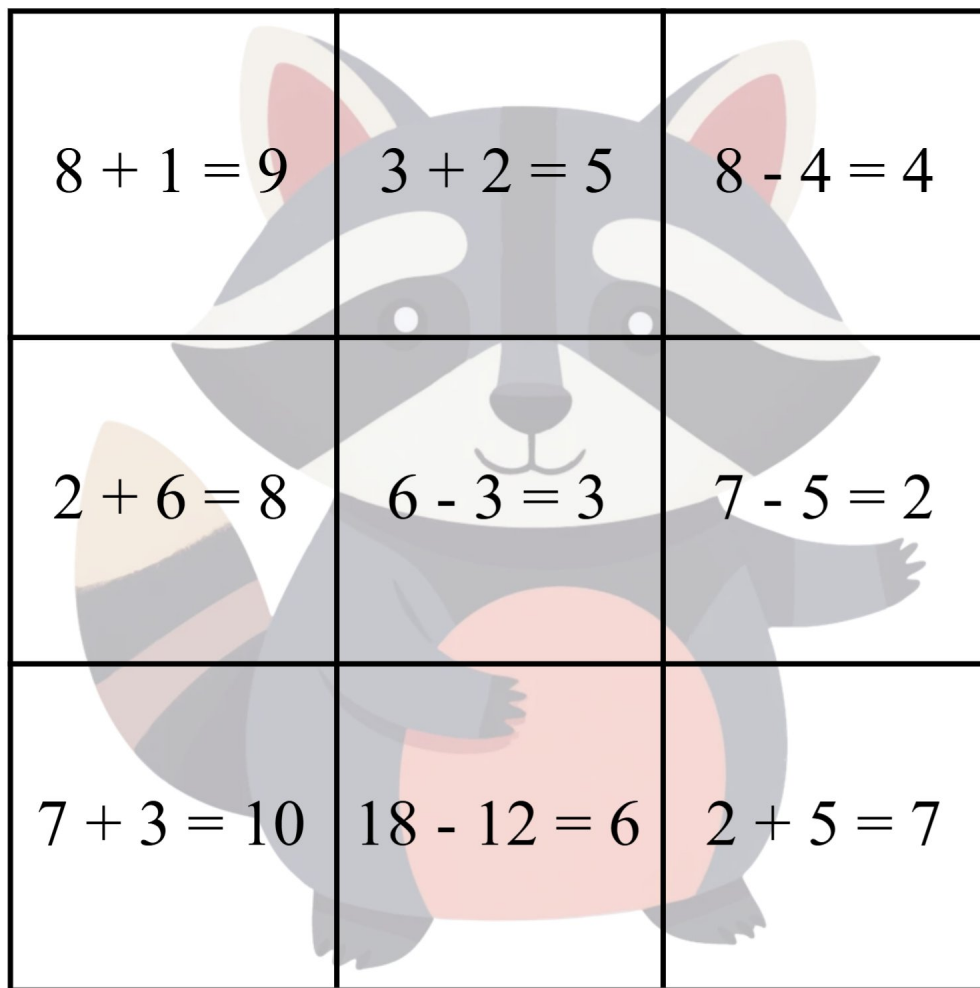 8 + 1 = 9
3 + 2 = 5
8 - 4 = 4
2 + 6 = 8
6 - 3 = 3
7 - 5 = 2
7 + 3 = 10
18 - 12 = 6
2 + 5 = 7